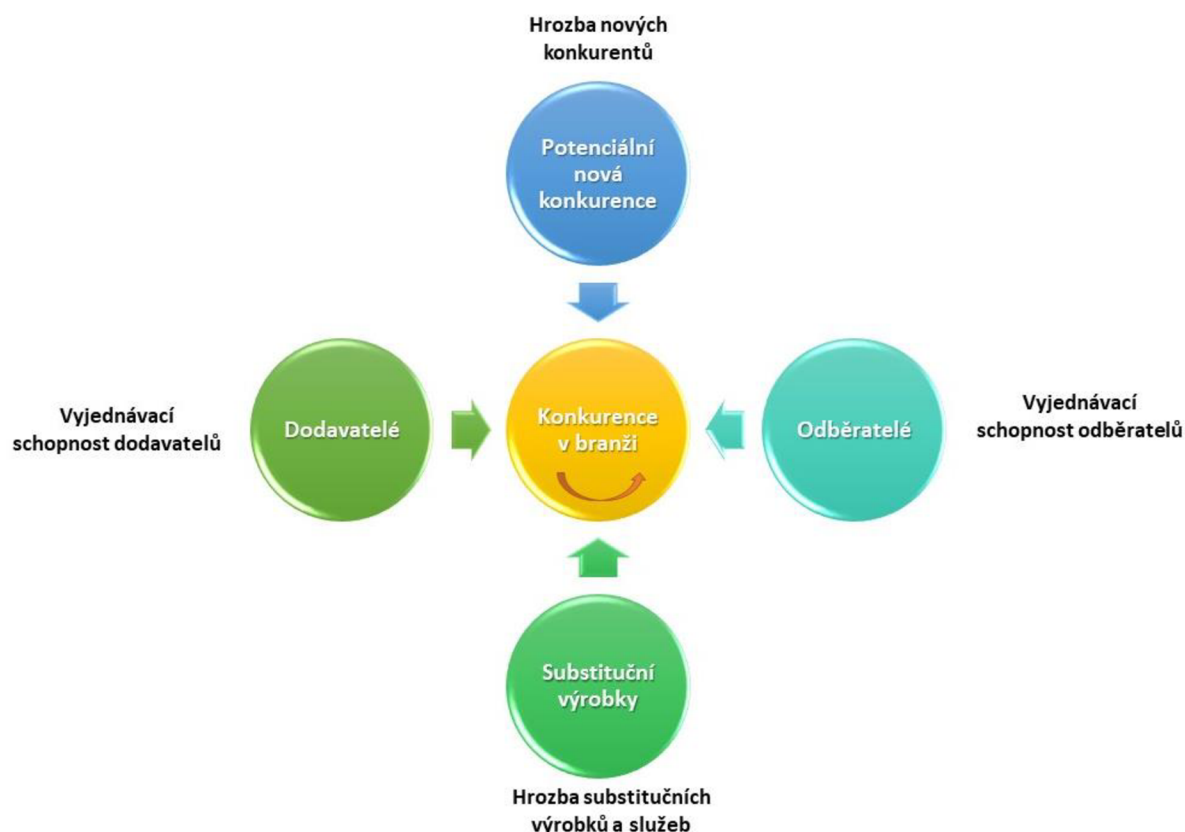 Hrozba nových
konkurentů
Potenciální
nová
konkurence
Vyjednávací
schopnost dodavatelů
Dodavatelé
Konkurence
v branži
Odběratelé
Vyjednávací
schopnost odběratelů
Substituční
výrobky
Hrozba substitučních
výrobků a služeb